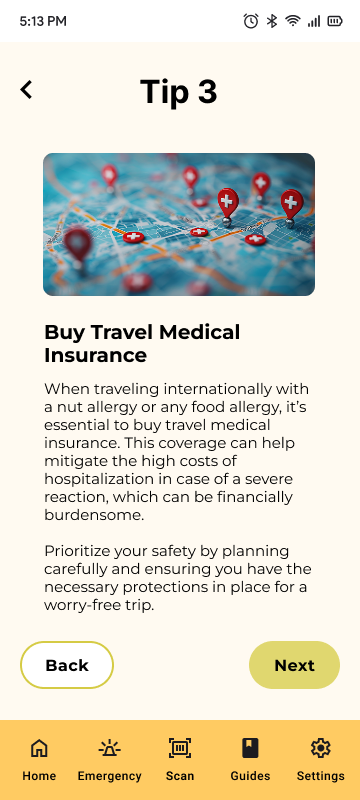 5:13 PM
Tip 3
Buy Travel Medical
Insurance
When traveling internationally with
a nut allergy or any food allergy, it’s
essential to buy travel medical
insurance. This coverage can help
mitigate the high costs of
hospitalization in case of a severe
reaction, which can be financially
burdensome.
Prioritize your safety by planning
carefully and ensuring you have the
necessary protections in place for a
worry-free trip.
Back Next
Home Emergency Scan Guides Settings